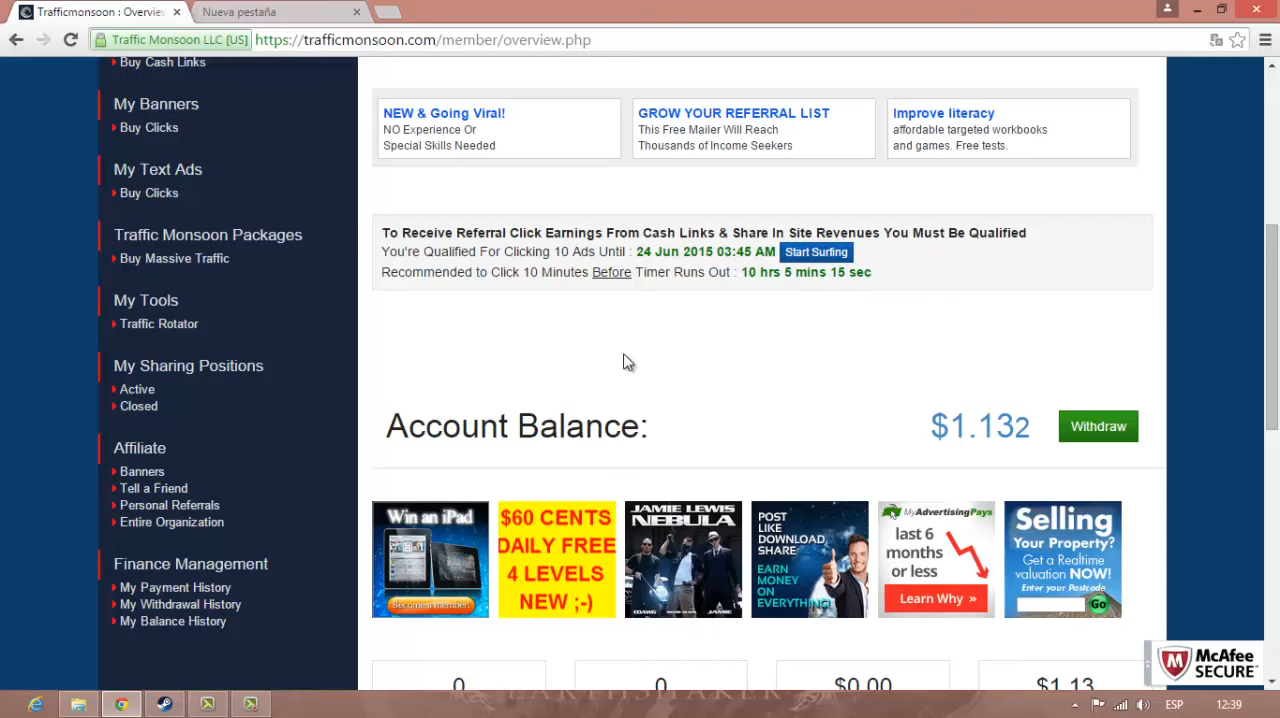 Trafficmonsoon : Overview
Nueva pestaña
Traffic Monsoon LLC [US]
https://trafficmonsoon.com/member/overview.php
Buy Cash Links
My Banners
Buy Clicks
My Text Ads
Buy Clicks
Traffic Monsoon Packages
Buy Massive Traffic
My Tools
Traffic Rotator
My Sharing Positions
Active
Closed
Affiliate
Banners
Tell a Friend
Personal Referrals
Entire Organization
Finance Management
My Payment History
My Withdrawal History
My Balance History
NEW & Going Viral!
NO Experience Or
Special Skills Needed
GROW YOUR REFERRAL LIST
This Free Mailer Will Reach
Thousands of Income Seekers
Improve literacy
affordable targeted workbooks
and games. Free tests.
To Receive Referral Click Earnings From Cash Links & Share In Site Revenues You Must Be Qualified
You're Qualified For Clicking 10 Ads Until : 24 Jun 2015 03:45 AM Start Surfing
Recommended to Click 10 Minutes Before Timer Runs Out : 10 hrs 5 mins 15 sec
Account Balance:
$1.132
Withdraw
Win an iPad
Become member!
$60 CENTS
DAILY FREE
4 LEVELS
NEW ;-)
JAMIE LEWIS
NEBULA
JAMIE
POST
LIKE
DOWNLOAD
SHARE
EARN
MONEY
ON
EVERYTHING!
MyAdvertisingPays
last 6
months
or less
Learn Why »
Selling
Your Property?
Get a Realtime
valuation NOW!
Enter your Postcode
Go
0
0
$0.00
$1.13
McAfee
SECURE™
EARTHSHAKER
ESP
12:39